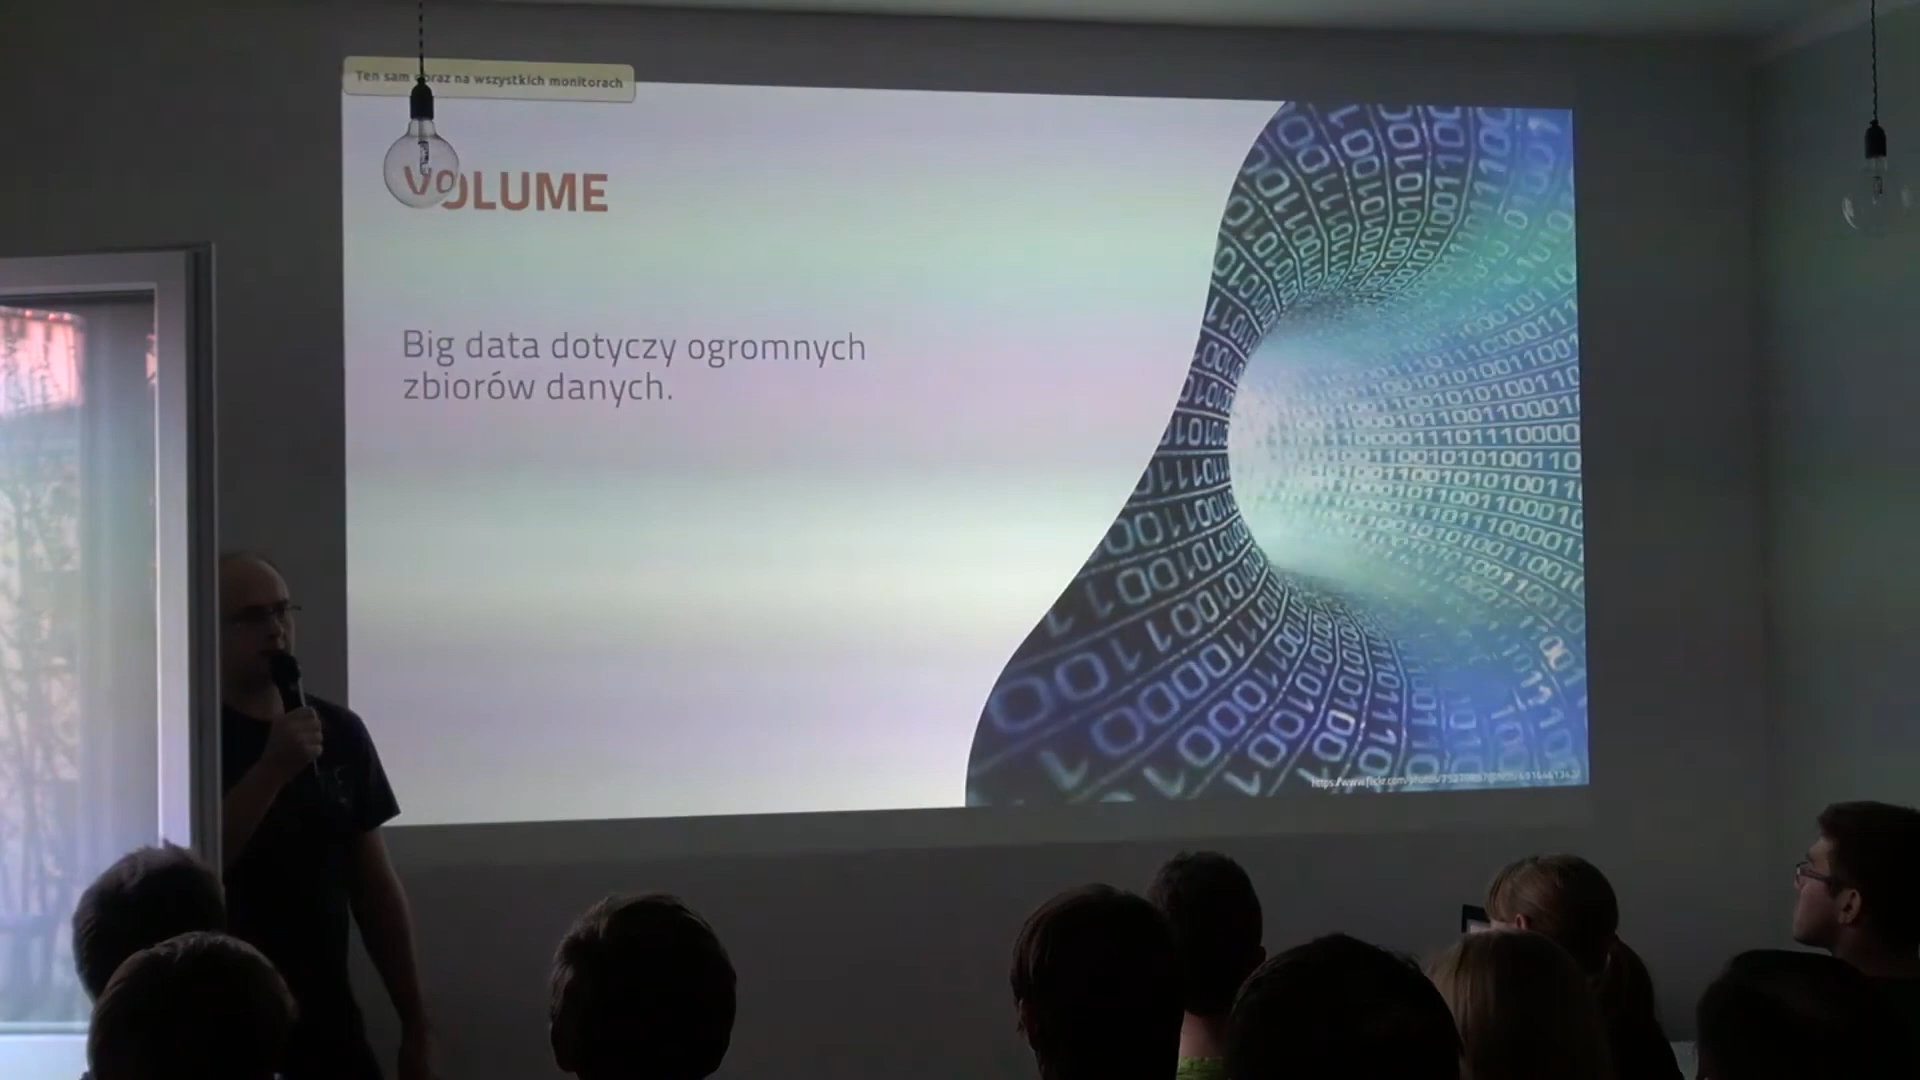 Ten sam obraz na wszystkich monitorach
VOLUME
Big data dotyczy ogromnych
zbiorów danych.